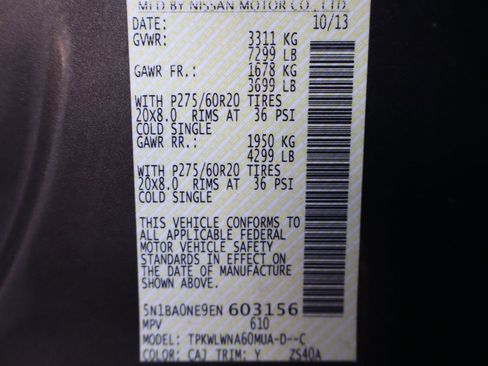 MFD BY NISSAN MOTOR CO., LTD
DATE: 10/13
GVWR: 3311 KG
7299 LB
GAWR FR.: 1678 KG
3699 LB
WITH P275/60R20 TIRES
20X8.0 RIMS AT 36 PSI
COLD SINGLE
GAWR RR.: 1950 KG
4299 LB
WITH P275/60R20 TIRES
20X8.0 RIMS AT 36 PSI
COLD SINGLE
THIS VEHICLE CONFORMS TO
ALL APPLICABLE FEDERAL
MOTOR VEHICLE SAFETY
STANDARDS IN EFFECT ON
THE DATE OF MANUFACTURE
SHOWN ABOVE.
5N1BA0NE9EN 603156
MPV 610
MODEL: TPKWLWNA60MUA-D--C
COLOR: CAJ TRIM: Y ZS40A